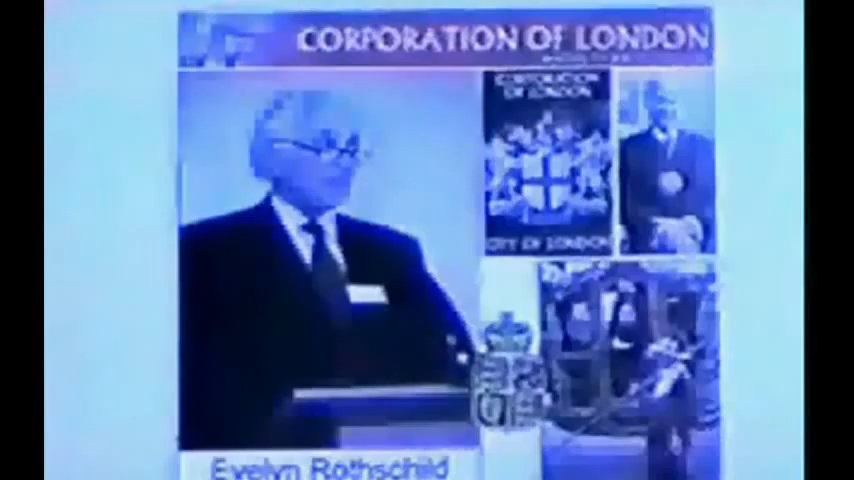 CORPORATION OF LONDON
CORPORATION
OF LONDON
CITY OF LONDON
Evelyn Rothschild